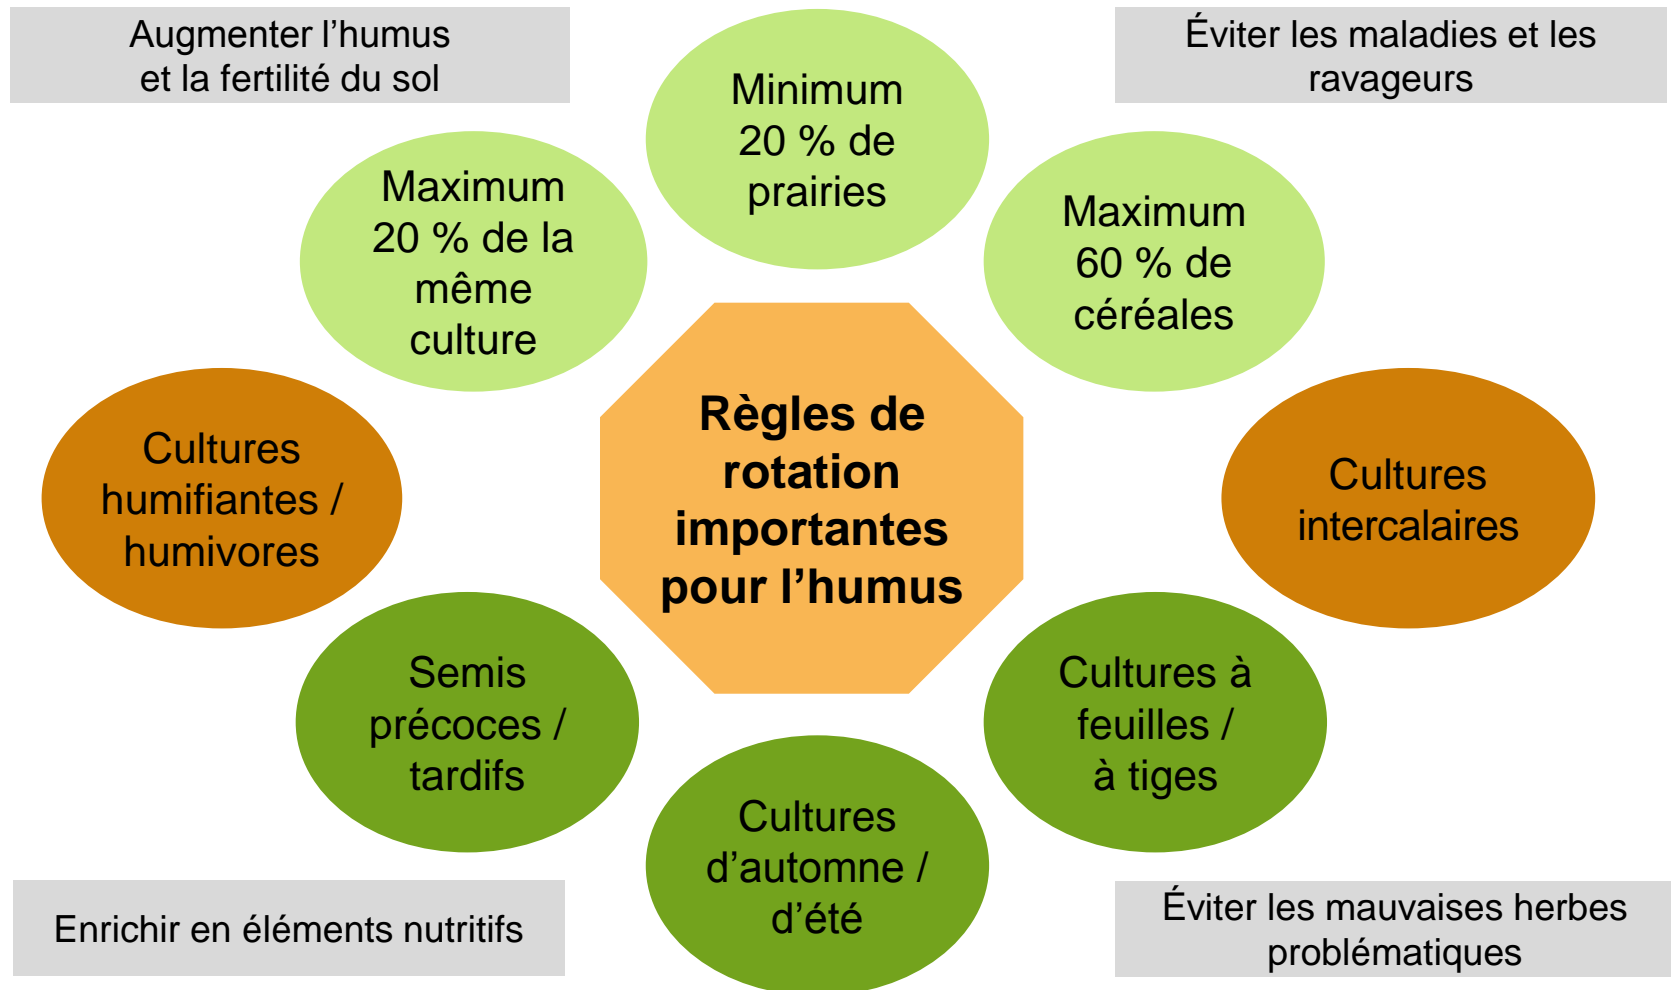 Augmenter l’humus
et la fertilité du sol
Éviter les maladies et les
ravageurs
Minimum
20 % de
prairies
Maximum
20 % de la
même
culture
Maximum
60 % de
céréales
Règles de
rotation
importantes
pour l’humus
Cultures
humifiantes /
humivores
Cultures
intercalaires
Semis
précoces /
tardifs
Cultures à
feuilles /
à tiges
Cultures
d’automne /
d’été
Enrichir en éléments nutritifs
Éviter les mauvaises herbes
problématiques